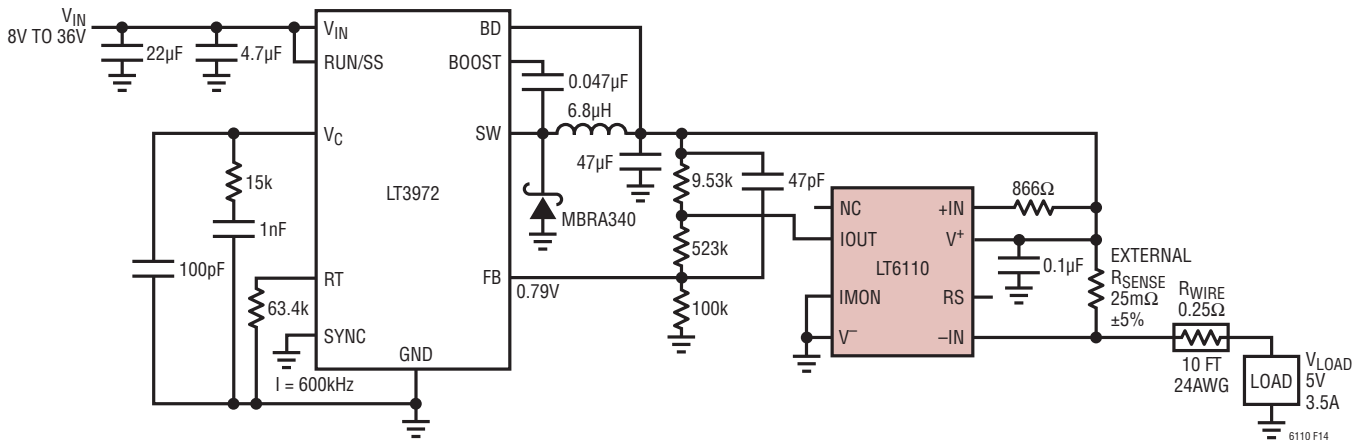 VIN
8V TO 36V
22µF
4.7µF
VIN
RUN/SS
BD
BOOST
0.047µF
6.8µH
VC
SW
LT3972
15k
1nF
100pF
47µF
MBRA340
9.53k
47pF
523k
RT
63.4k
FB
0.79V
100k
SYNC
GND
I = 600kHz
NC
+IN
866Ω
IOUT
V+
LT6110
0.1µF
IMON
RS
V–
–IN
EXTERNAL
RSENSE
25mΩ
±5%
RWIRE
0.25Ω
10 FT
24AWG
LOAD
VLOAD
5V
3.5A
6110 F14